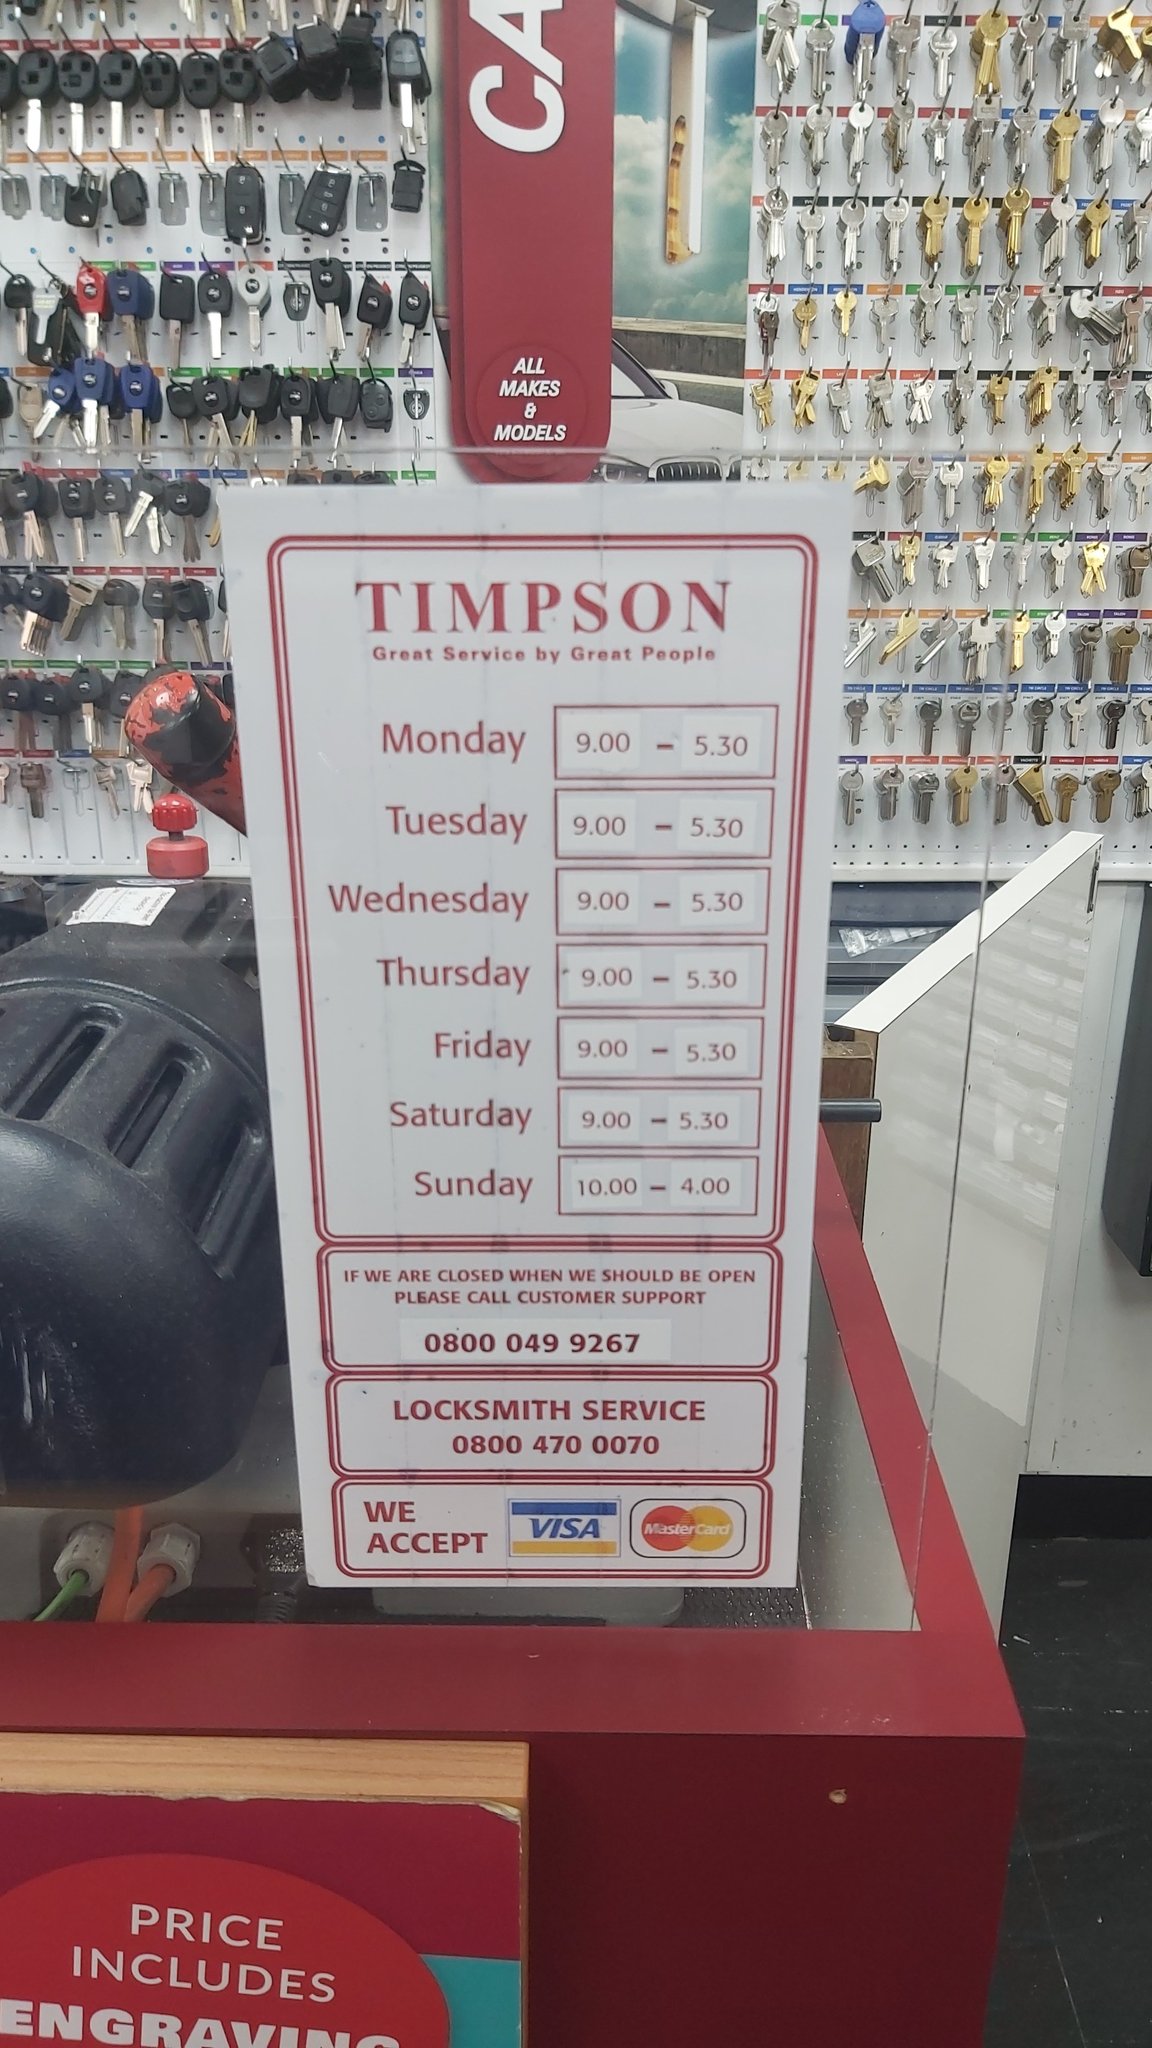 CA
ALL
MAKES
&
MODELS
TIMPSON
Great Service by Great People
Monday 9.00 – 5.30
Tuesday 9.00 – 5.30
Wednesday 9.00 – 5.30
Thursday 9.00 – 5.30
Friday 9.00 – 5.30
Saturday 9.00 – 5.30
Sunday 10.00 – 4.00
IF WE ARE CLOSED WHEN WE SHOULD BE OPEN
PLEASE CALL CUSTOMER SUPPORT
0800 049 9267
LOCKSMITH SERVICE
0800 470 0070
WE
ACCEPT
VISA
MasterCard
PRICE
INCLUDES
ENGRAVING